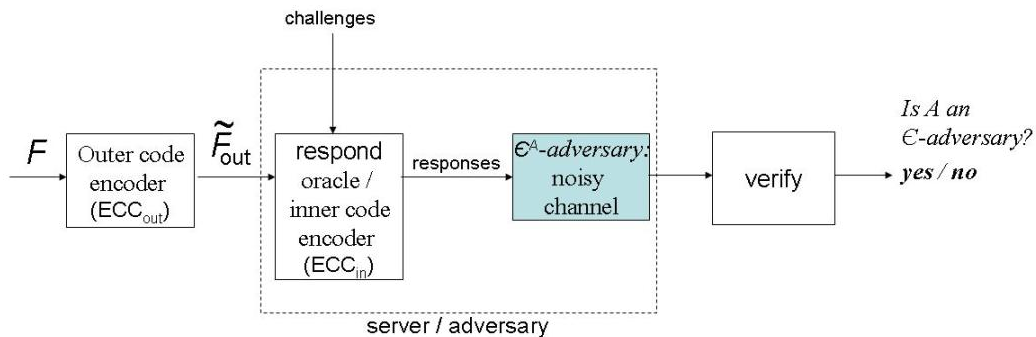 challenges
F
Outer code
encoder
(ECC_out)
F̃_out
respond
oracle /
inner code
encoder
(ECC_in)
responses
Є^A-adversary:
noisy
channel
verify
Is A an
Є-adversary?
yes / no
server / adversary